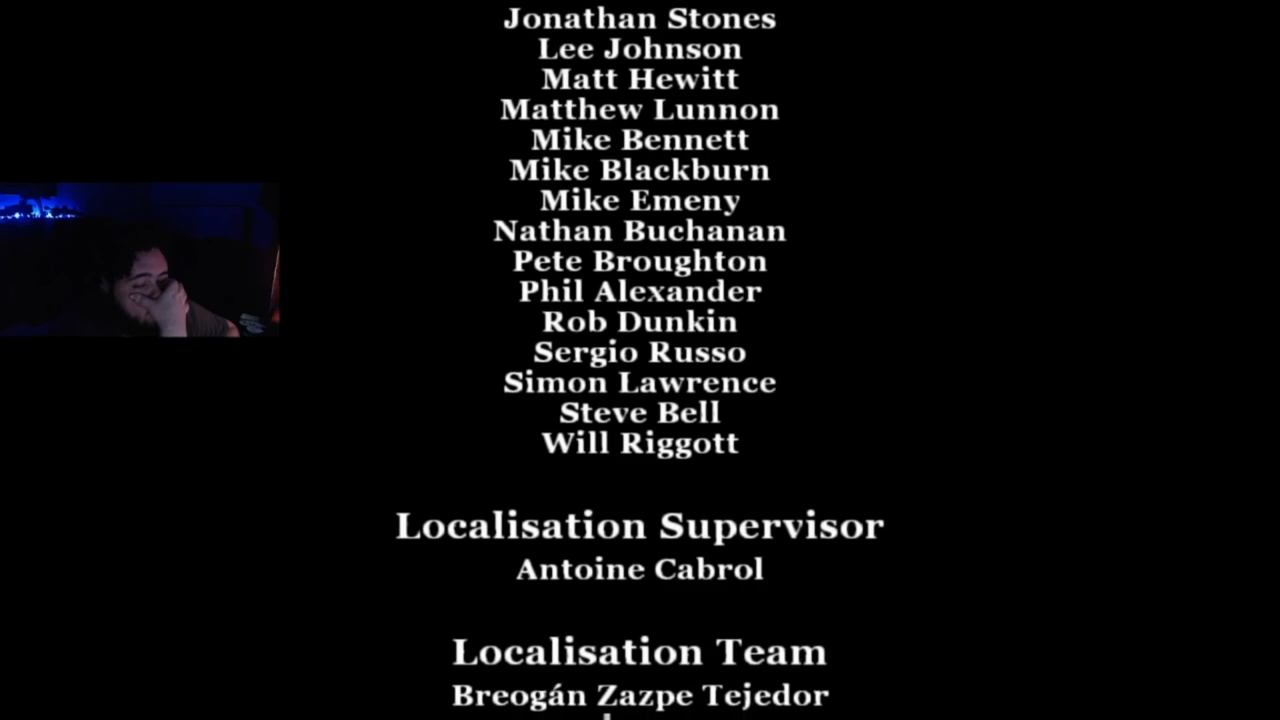 Jonathan Stones
Lee Johnson
Matt Hewitt
Matthew Lunnon
Mike Bennett
Mike Blackburn
Mike Emeny
Nathan Buchanan
Pete Broughton
Phil Alexander
Rob Dunkin
Sergio Russo
Simon Lawrence
Steve Bell
Will Riggott
Localisation Supervisor
Antoine Cabrol
Localisation Team
Breogán Zazpe Tejedor